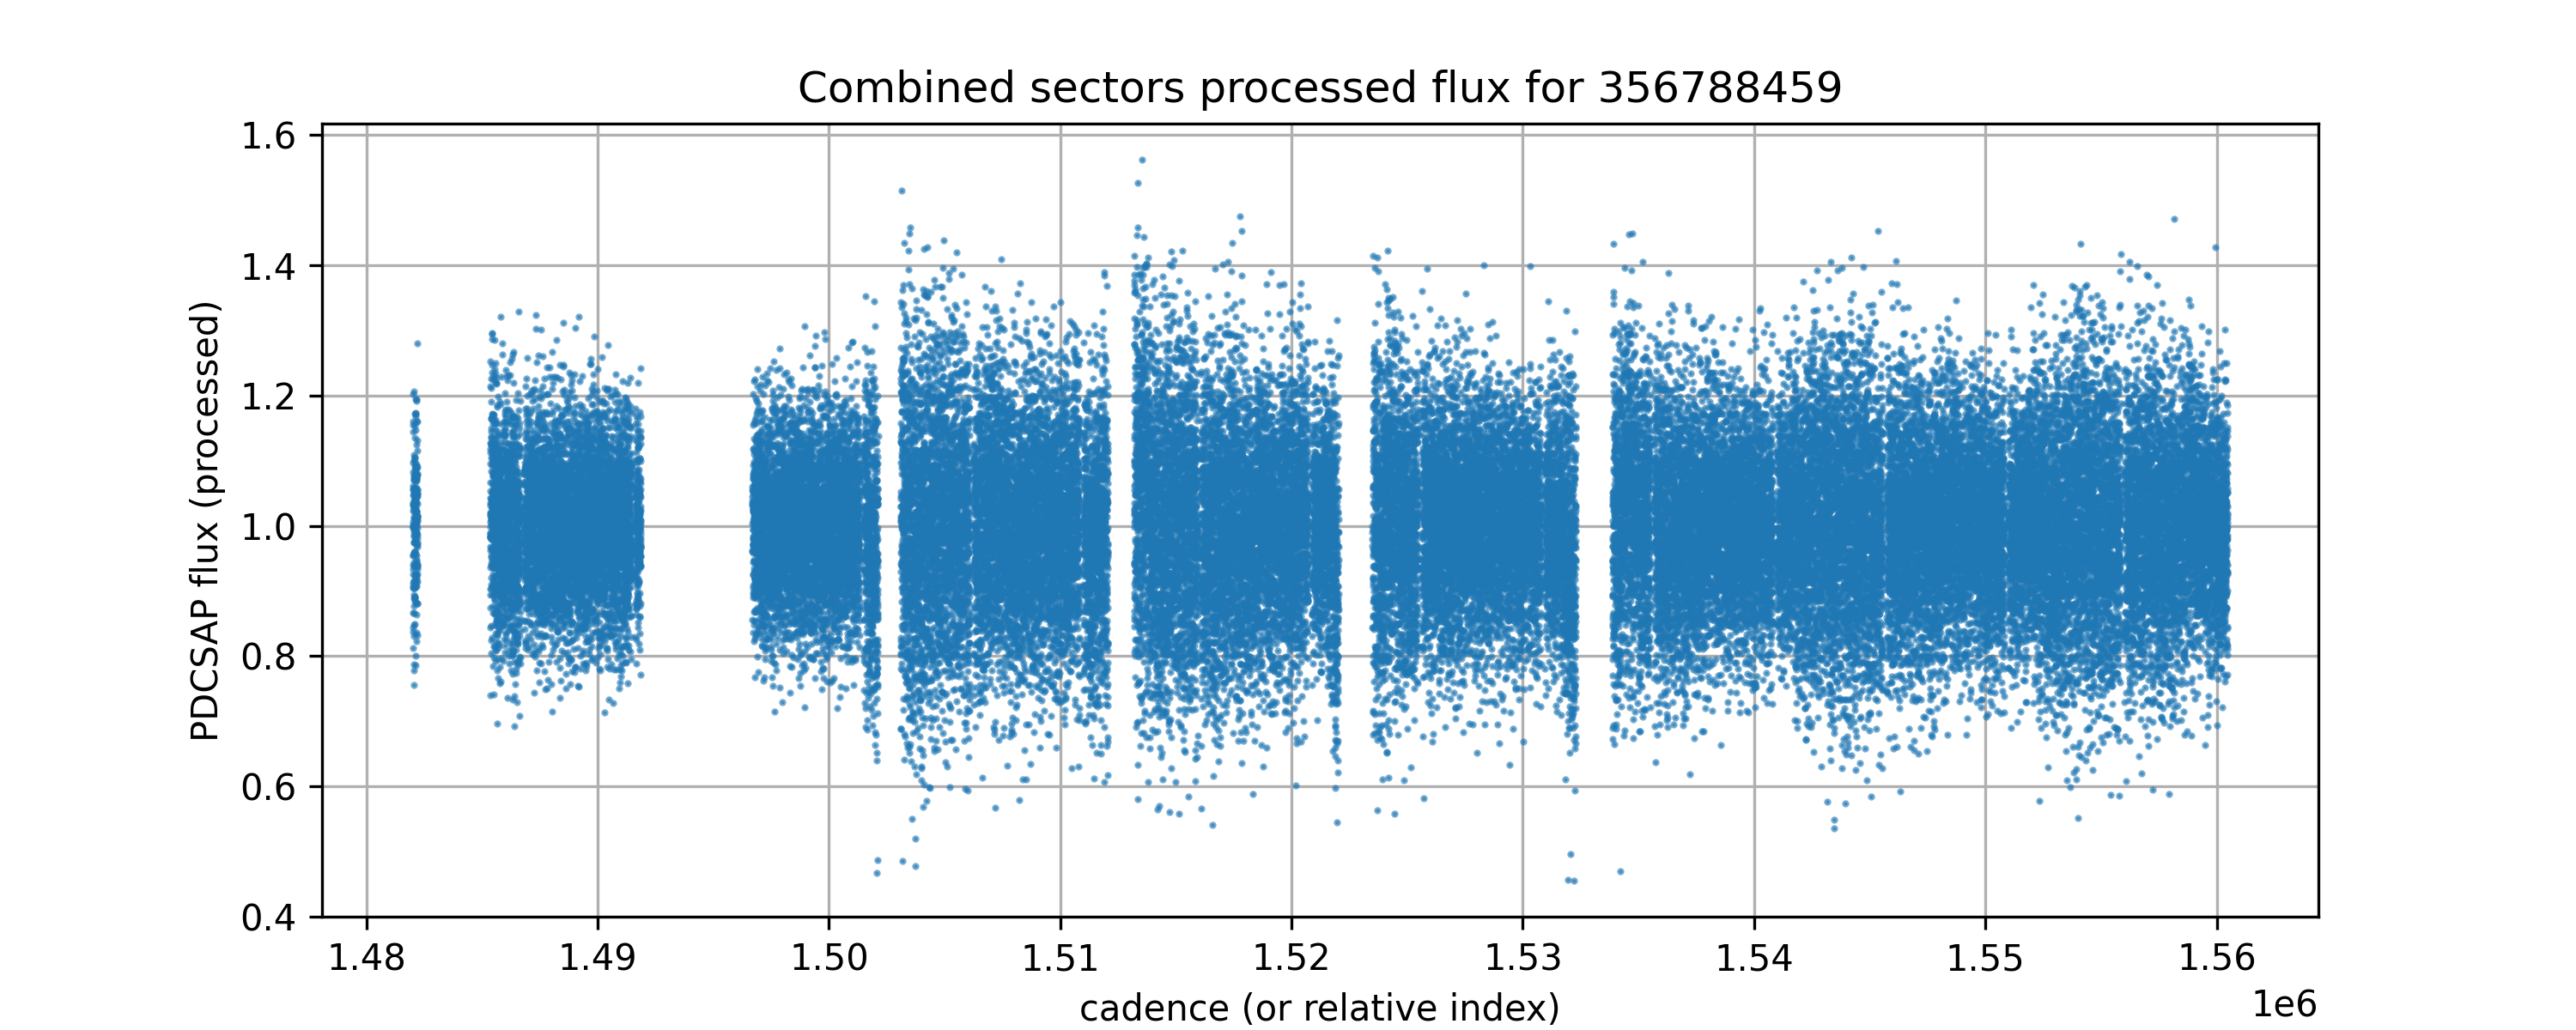 Combined sectors processed flux for 356788459
PDCSAP flux (processed)
1.6
1.4
1.2
1.0
0.8
0.6
0.4
1.48 1.49 1.50 1.51 1.52 1.53 1.54 1.55 1.56
1e6
cadence (or relative index)